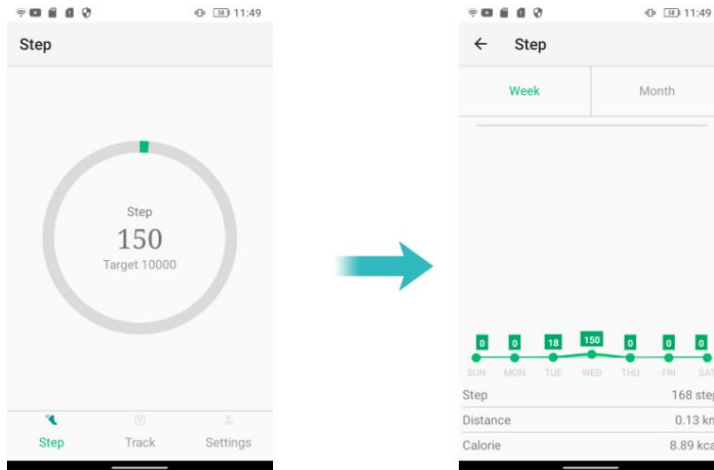 11:49
Step
Step
150
Target 10000
Step Track Settings
11:49
Step
Week Month
0 0 18 150 0 0 0
SUN MON TUE WED THU FRI SAT
Step 168 step
Distance 0.13 km
Calorie 8.89 kca